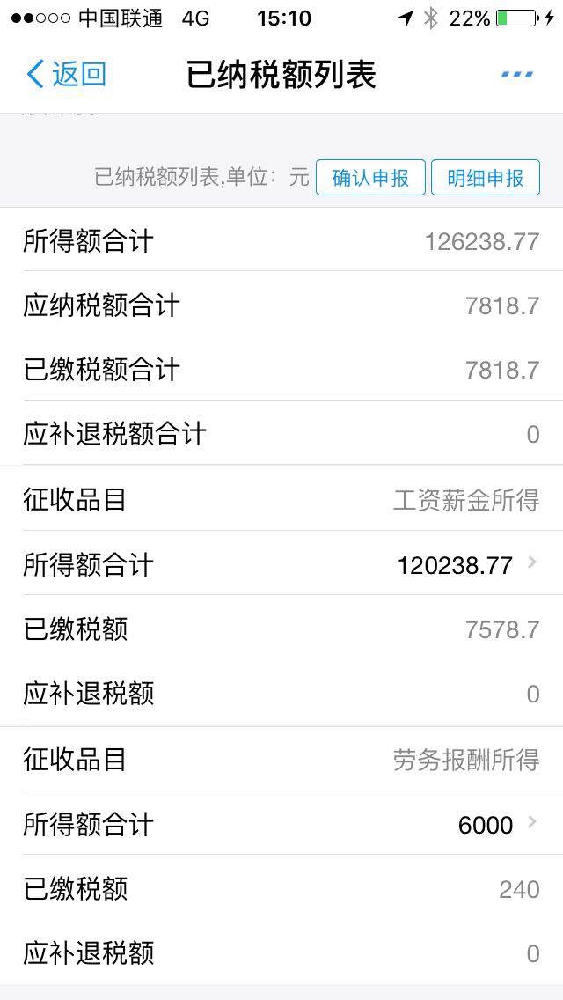 中国联通 4G 15:10 22%
返回 已纳税额列表
已纳税额列表,单位：元 确认申报 明细申报
所得额合计 126238.77
应纳税额合计 7818.7
已缴税额合计 7818.7
应补退税额合计 0
征收品目 工资薪金所得
所得额合计 120238.77
已缴税额 7578.7
应补退税额 0
征收品目 劳务报酬所得
所得额合计 6000
已缴税额 240
应补退税额 0